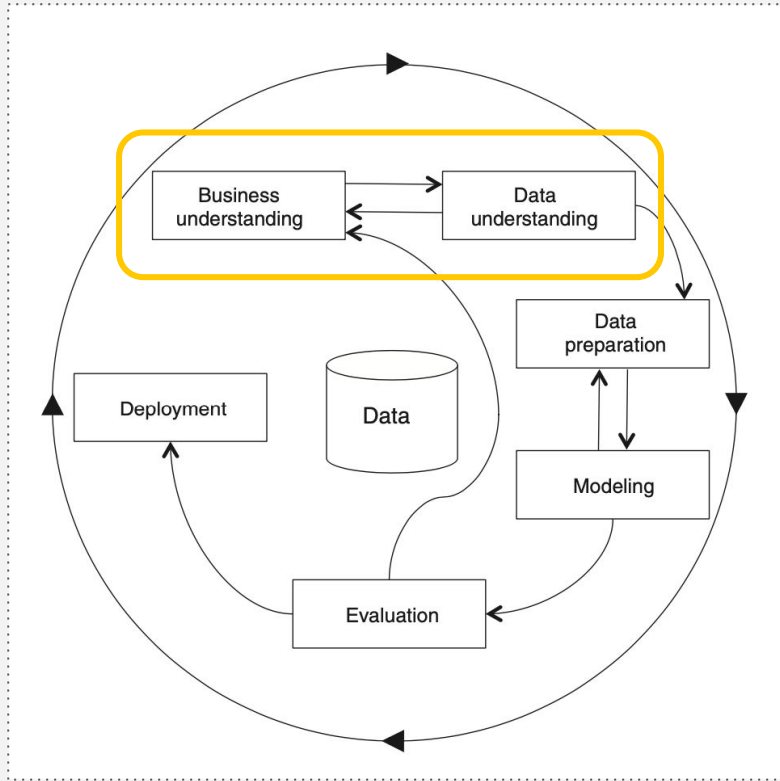 Business
understanding
Data
understanding
Data
preparation
Deployment
Data
Modeling
Evaluation